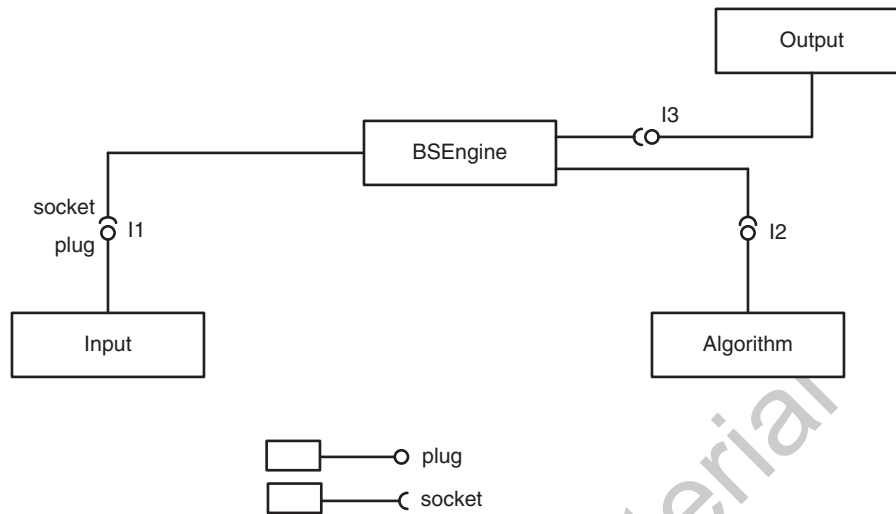 Output
I3
BSEngine
socket
plug
I1
I2
Input
Algorithm
plug
socket